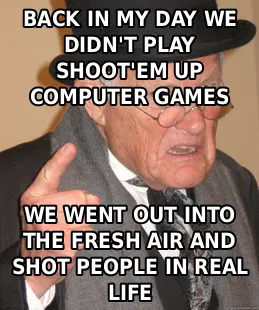 BACK IN MY DAY WE
DIDN'T PLAY
SHOOT'EM UP
COMPUTER GAMES
WE WENT OUT INTO
THE FRESH AIR AND
SHOT PEOPLE IN REAL
LIFE